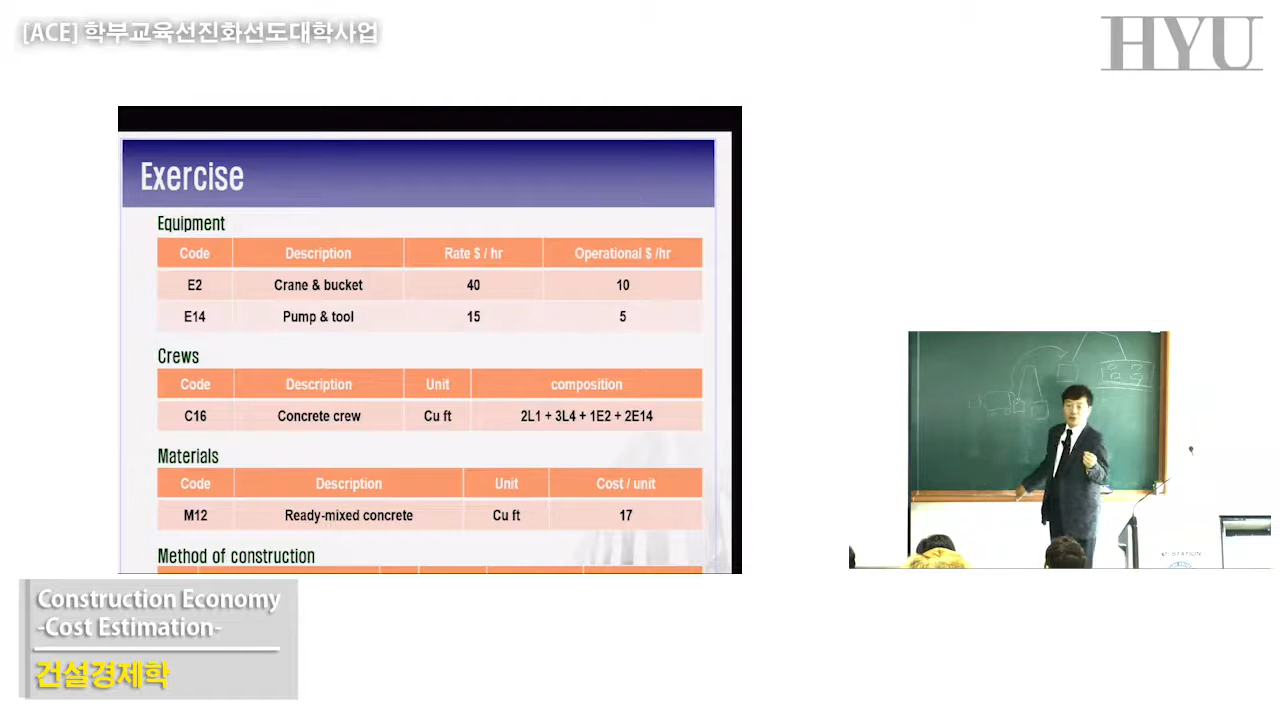 [ACE] 학부교육선진화선도대학사업
HYU
Exercise
Equipment
Code Description Rate $ / hr Operational $ /hr
E2 Crane & bucket 40 10
E14 Pump & tool 15 5
Crews
Code Description Unit composition
C16 Concrete crew Cu ft 2L1 + 3L4 + 1E2 + 2E14
Materials
Code Description Unit Cost / unit
M12 Ready-mixed concrete Cu ft 17
Method of construction
Construction Economy
-Cost Estimation-
건설경제학